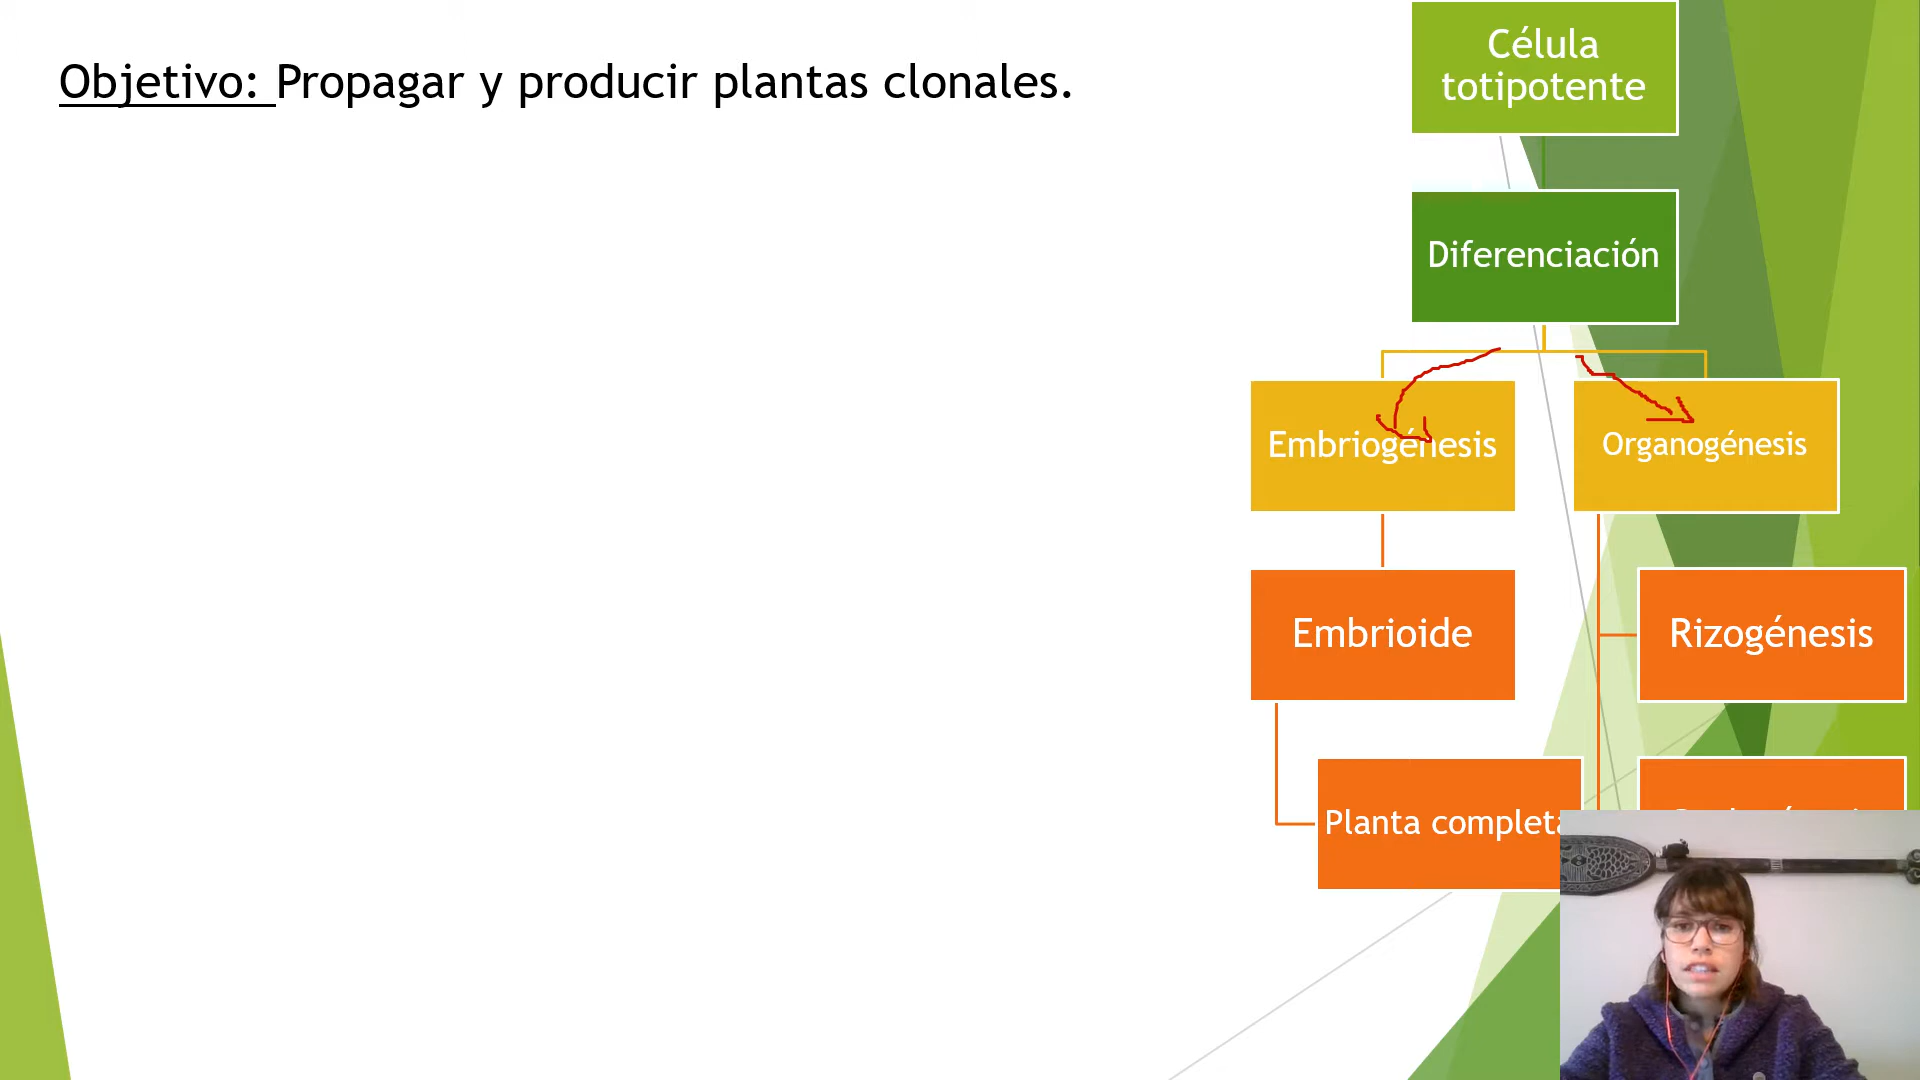 Objetivo: Propagar y producir plantas clonales.
Célula
totipotente
Diferenciación
Embriogénesis
Organogénesis
Embrioide
Rizogénesis
Planta completa